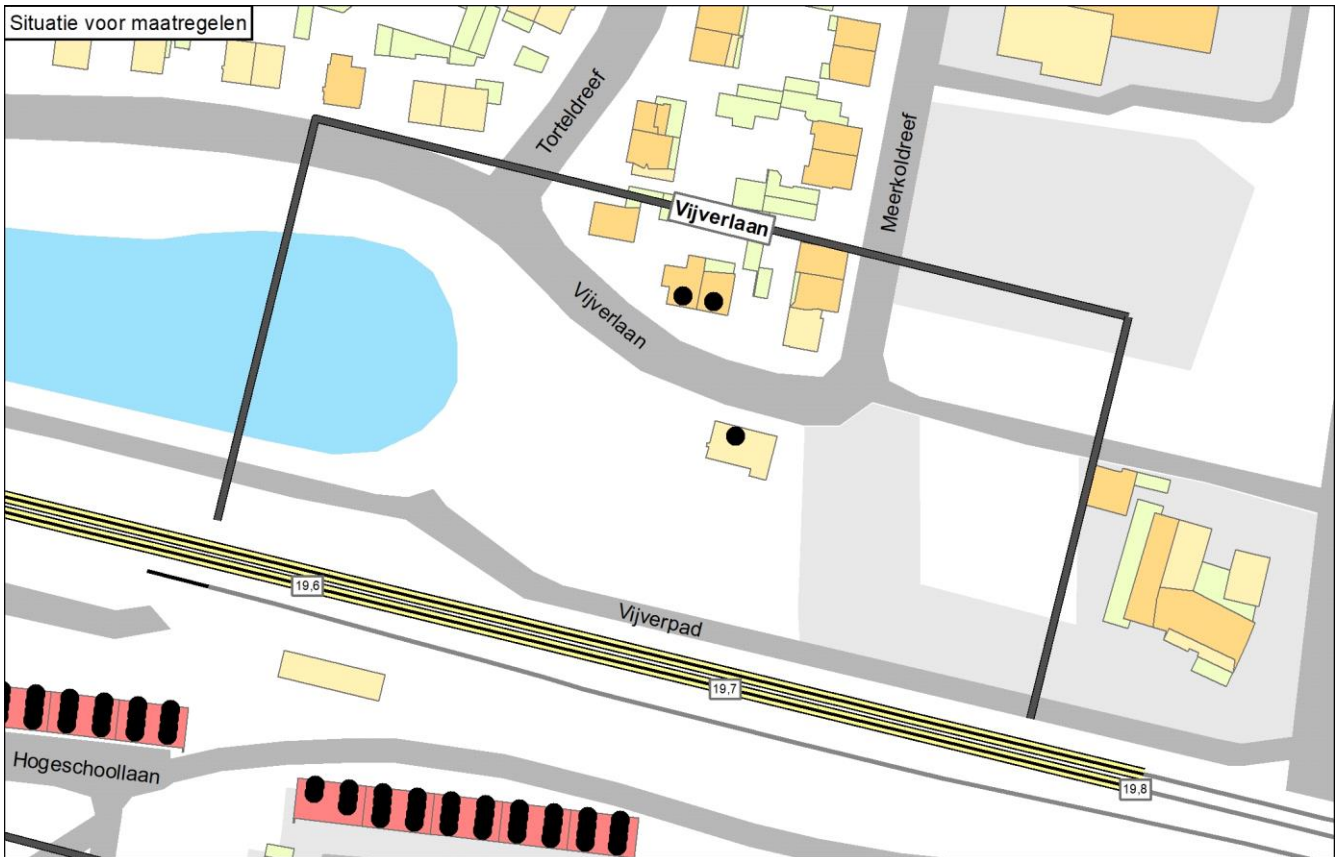 Situatie voor maatregelen
Torteldreef
Meerkoldreef
Vijverlaan
Vijverlaan
19,6
Vijverpad
19,7
Hogeschoollaan
19,8